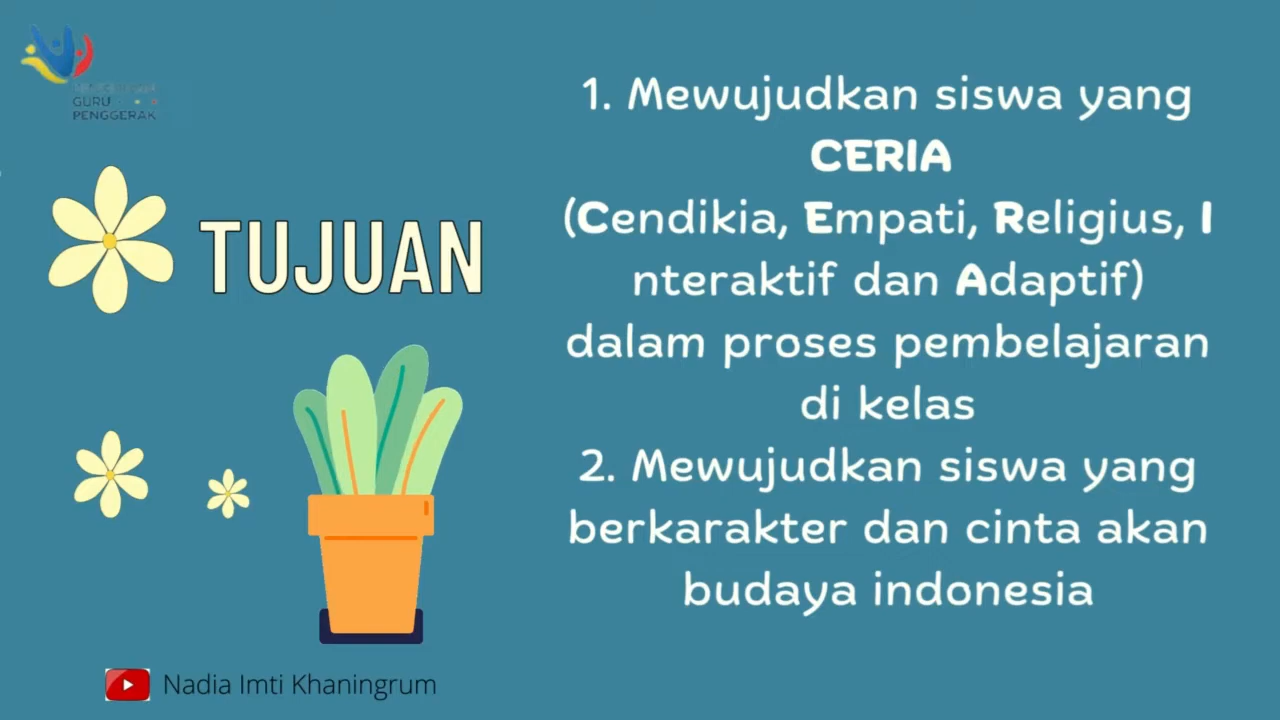 GURU
PENGGERAK
TUJUAN
1. Mewujudkan siswa yang
CERIA
(Cendikia, Empati, Religius, I
nteraktif dan Adaptif)
dalam proses pembelajaran
di kelas
2. Mewujudkan siswa yang
berkarakter dan cinta akan
budaya indonesia
Nadia Imti Khaningrum